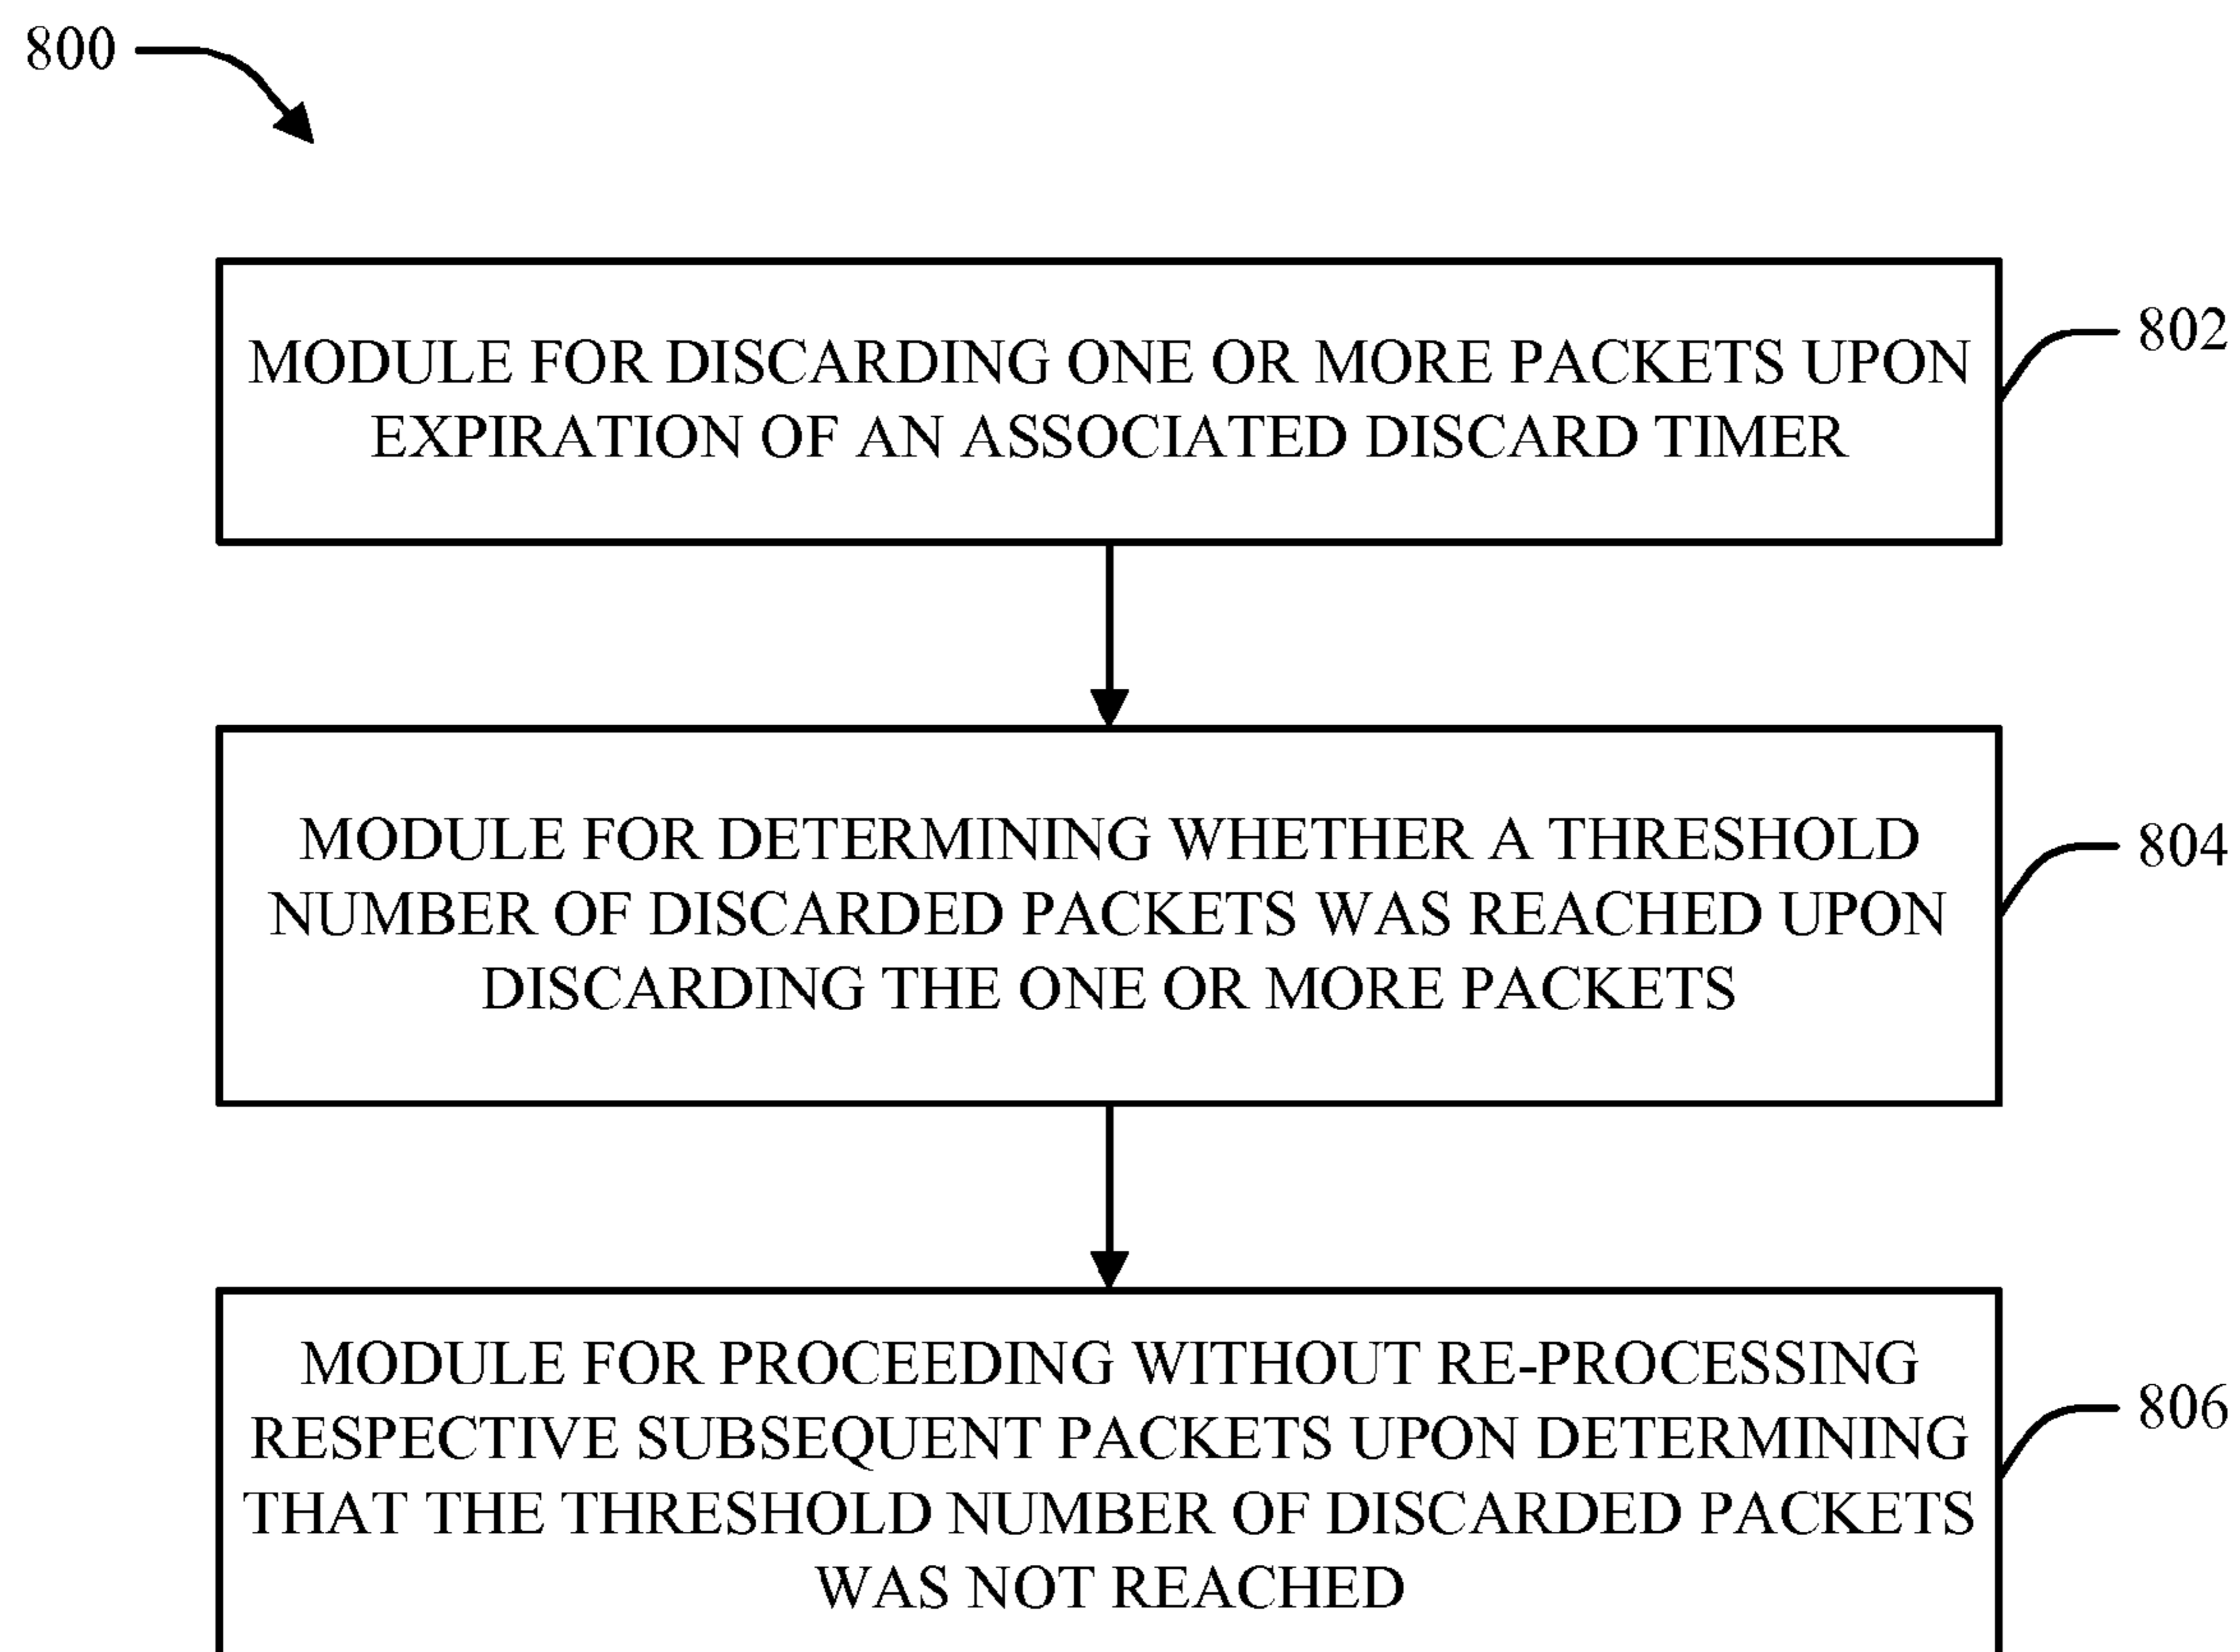 800
MODULE FOR DISCARDING ONE OR MORE PACKETS UPON
EXPIRATION OF AN ASSOCIATED DISCARD TIMER
802
MODULE FOR DETERMINING WHETHER A THRESHOLD
NUMBER OF DISCARDED PACKETS WAS REACHED UPON
DISCARDING THE ONE OR MORE PACKETS
804
MODULE FOR PROCEEDING WITHOUT RE-PROCESSING
RESPECTIVE SUBSEQUENT PACKETS UPON DETERMINING
THAT THE THRESHOLD NUMBER OF DISCARDED PACKETS
WAS NOT REACHED
806